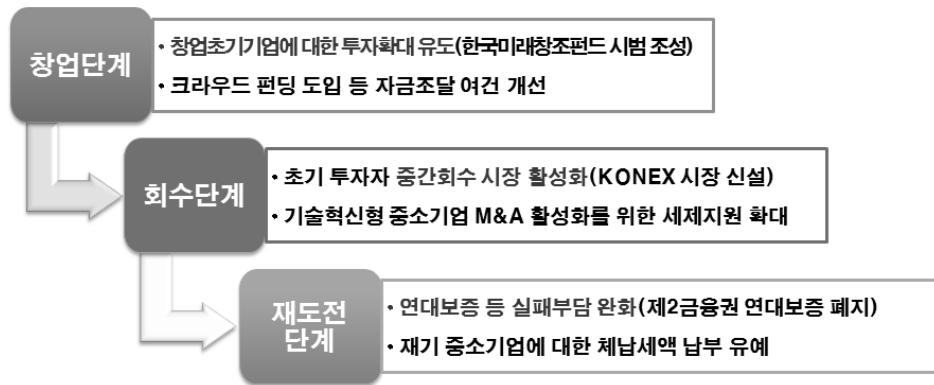 창업단계
• 창업초기기업에 대한 투자확대 유도(한국미래창조펀드 시범 조성)
• 크라우드 펀딩 도입 등 자금조달 여건 개선
회수단계
• 초기 투자자 중간회수 시장 활성화(KONEX 시장 신설)
• 기술혁신형 중소기업 M&A 활성화를 위한 세제지원 확대
재도전
단계
• 연대보증 등 실패부담 완화(제2금융권 연대보증 폐지)
• 재기 중소기업에 대한 체납세액 납부 유예